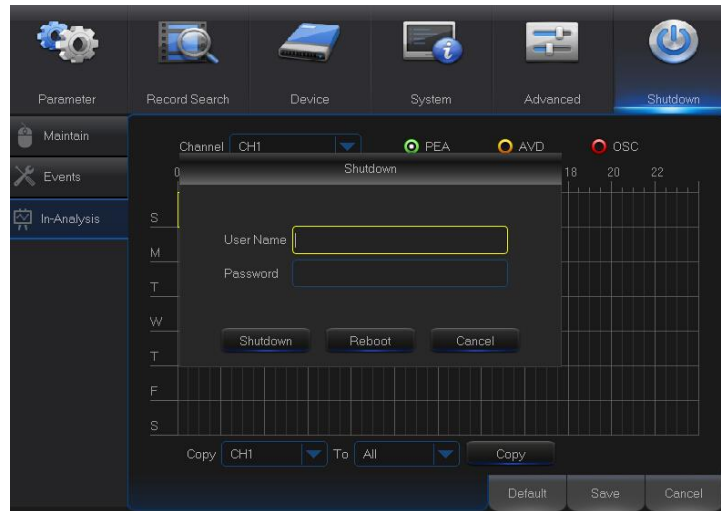 Parameter Record Search Device System Advanced Shutdown
Maintain
Events
In-Analysis
Channel CH1 PEA AVD OSC
0 18 20 22
Shutdown
User Name
Password
Shutdown Reboot Cancel
S
M
T
W
T
F
S
Copy CH1 To All Copy
Default Save Cancel